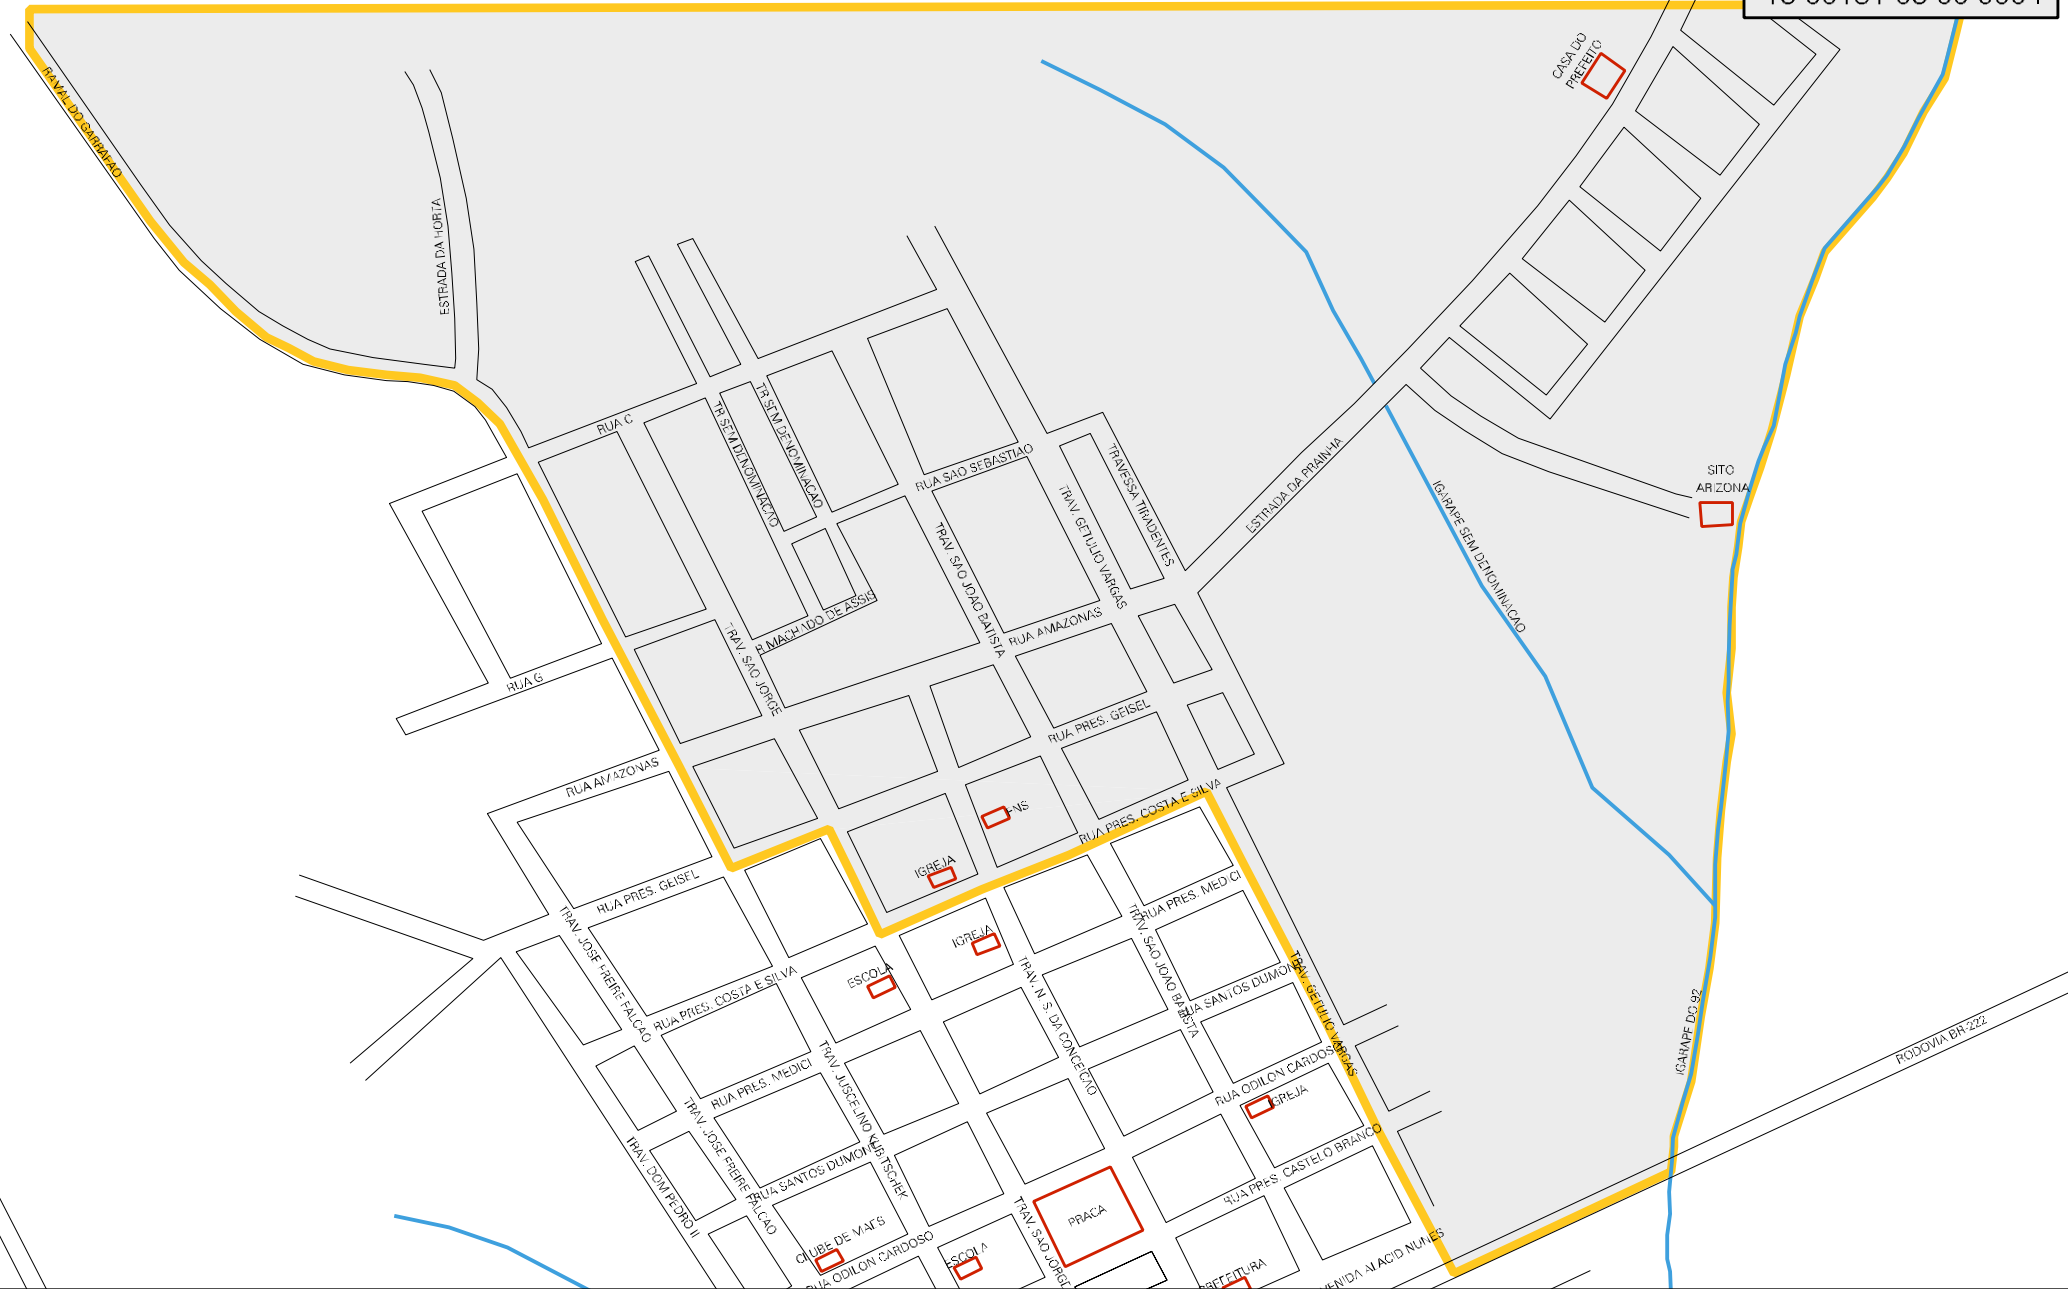 CASA DO
PREFEITO
RAMAL DO GARRAFAO
ESTRADA DA HORTA
RUA C
TR SEM DENOMINACAO
TR SEM DENOMINACAO
RUA SAO SEBASTIAO
TRAVESSA TIRADENTES
TRAV. GETULIO VARGAS
ESTRADA DA PRAINHA
IGARAPE SEM DENOMINACAO
SITO
ARIZONA
TRAV. SAO JOAO BATISTA
R MACHADO DE ASSIS
RUA AMAZONAS
TRAV. SAO JORGE
RUA G
RUA PRES. GEISEL
RUA AMAZONAS
FNS
RUA PRES. COSTA E SILVA
IGREJA
RUA PRES. GEISEL
RUA PRES. MEDICI
TRAV. JOSE FREIRE FALCAO
IGREJA
TRAV. SAO JOAO BATISTA
ESCOLA
RUA PRES. COSTA E SILVA
TRAV. N. S. DA CONCEICAO
RUA SANTOS DUMONT
TRAV. GETULIO VARGAS
IGARAPE DO 92
RODOVIA BR-222
RUA PRES. MEDICI
TRAV. JUSCELINO KUBITSCHEK
RUA ODILON CARDOSO
IGREJA
TRAV. JOSE FREIRE FALCAO
TRAV. DOM PEDRO II
RUA SANTOS DUMONT
RUA PRES. CASTELO BRANCO
PRACA
TRAV. SAO JORGE
CLUBE DE MAES
RUA ODILON CARDOSO
ESCOLA
PREFEITURA
VENIDA ALACID NUNES